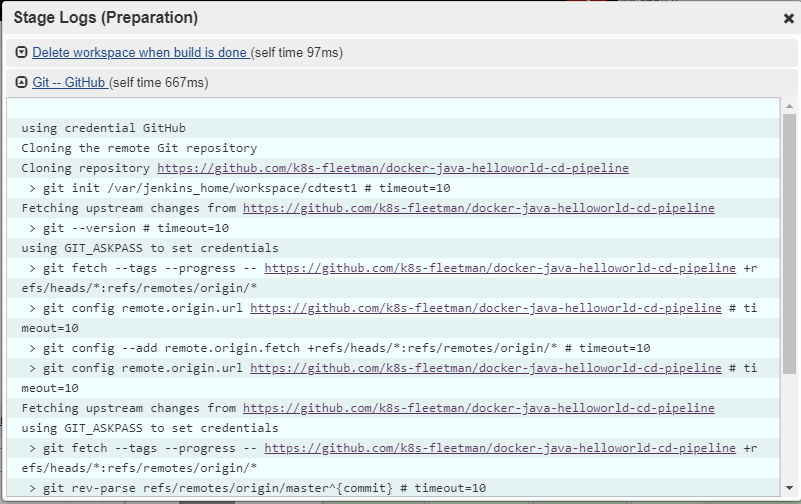 Stage Logs (Preparation)
Delete workspace when build is done (self time 97ms)
Git -- GitHub (self time 667ms)
using credential GitHub
Cloning the remote Git repository
Cloning repository https://github.com/k8s-fleetman/docker-java-helloworld-cd-pipeline
> git init /var/jenkins_home/workspace/cdtest1 # timeout=10
Fetching upstream changes from https://github.com/k8s-fleetman/docker-java-helloworld-cd-pipeline
> git --version # timeout=10
using GIT_ASKPASS to set credentials
> git fetch --tags --progress -- https://github.com/k8s-fleetman/docker-java-helloworld-cd-pipeline +r
efs/heads/*:refs/remotes/origin/*
> git config remote.origin.url https://github.com/k8s-fleetman/docker-java-helloworld-cd-pipeline # ti
meout=10
> git config --add remote.origin.fetch +refs/heads/*:refs/remotes/origin/* # timeout=10
> git config remote.origin.url https://github.com/k8s-fleetman/docker-java-helloworld-cd-pipeline # ti
meout=10
Fetching upstream changes from https://github.com/k8s-fleetman/docker-java-helloworld-cd-pipeline
using GIT_ASKPASS to set credentials
> git fetch --tags --progress -- https://github.com/k8s-fleetman/docker-java-helloworld-cd-pipeline +r
efs/heads/*:refs/remotes/origin/*
> git rev-parse refs/remotes/origin/master^{commit} # timeout=10